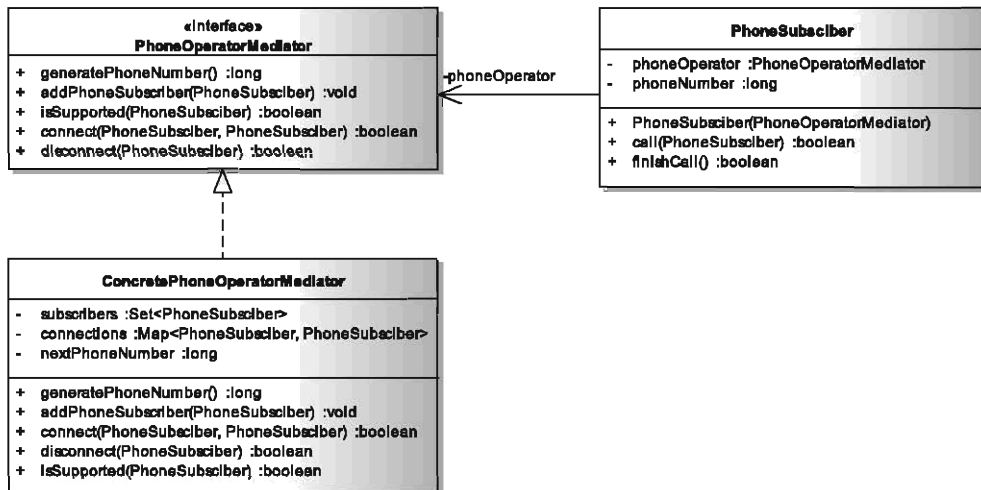 «interface»
PhoneOperatorMediator
+ generatePhoneNumber() :long
+ addPhoneSubscriber(PhoneSubsciber) :void
+ isSupported(PhoneSubsciber) :boolean
+ connect(PhoneSubsciber, PhoneSubsciber) :boolean
+ disconnect(PhoneSubsciber) :boolean
-phoneOperator
PhoneSubsciber
- phoneOperator :PhoneOperatorMediator
- phoneNumber :long
+ PhoneSubsciber(PhoneOperatorMediator)
+ call(PhoneSubsciber) :boolean
+ finishCall() :boolean
ConcretePhoneOperatorMediator
- subscribers :Set<PhoneSubsciber>
- connections :Map<PhoneSubsciber, PhoneSubsciber>
- nextPhoneNumber :long
+ generatePhoneNumber() :long
+ addPhoneSubscriber(PhoneSubsciber) :void
+ connect(PhoneSubsciber, PhoneSubsciber) :boolean
+ disconnect(PhoneSubsciber) :boolean
+ isSupported(PhoneSubsciber) :boolean